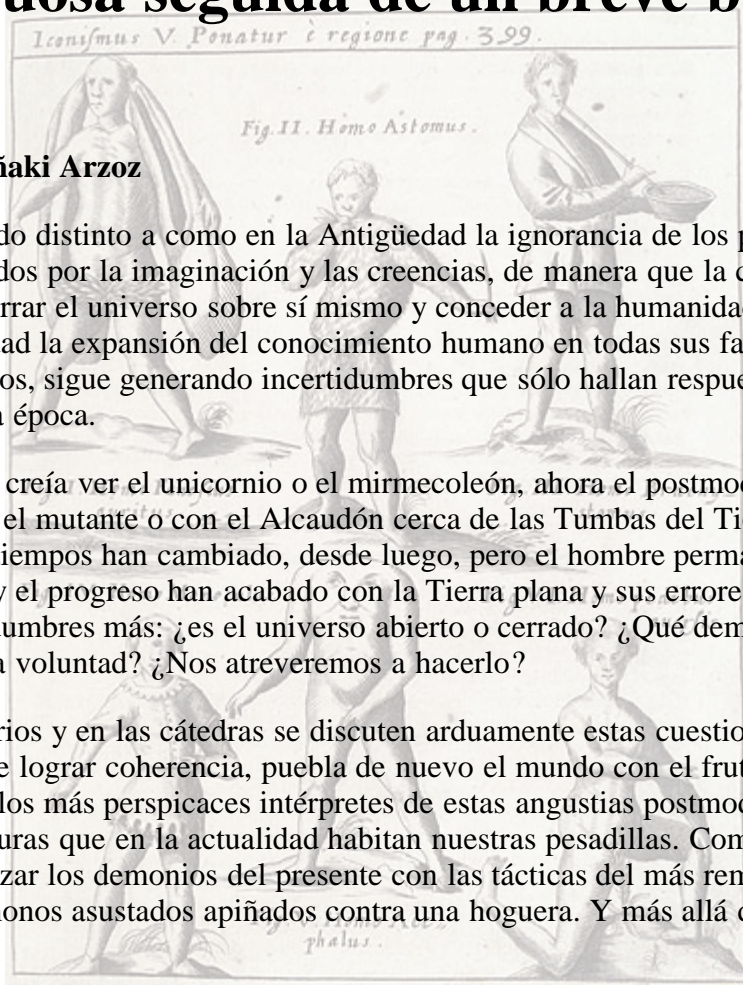 uosa seguida de un breve b
Iconismus V. Ponatur è regione pag. 399.
Fig. II. Homo Astomus.
ñaki Arzoz
do distinto a como en la Antigüedad la ignorancia de los p
dos por la imaginación y las creencias, de manera que la c
rrar el universo sobre sí mismo y conceder a la humanidad
ad la expansión del conocimiento humano en todas sus fa
os, sigue generando incertidumbres que sólo hallan respue
a época.
creía ver el unicornio o el mirmecoleón, ahora el postmod
el mutante o con el Alcaudón cerca de las Tumbas del Ti
iempos han cambiado, desde luego, pero el hombre perma
y el progreso han acabado con la Tierra plana y sus errore
lumbres más: ¿es el universo abierto o cerrado? ¿Qué dem
a voluntad? ¿Nos atreveremos a hacerlo?
rios y en las cátedras se discuten arduamente estas cuestio
e lograr coherencia, puebla de nuevo el mundo con el frut
los más perspicaces intérpretes de estas angustias postmod
uras que en la actualidad habitan nuestras pesadillas. Com
zar los demonios del presente con las tácticas del más rem
nonos asustados apiñados contra una hoguera. Y más allá d
phalus.